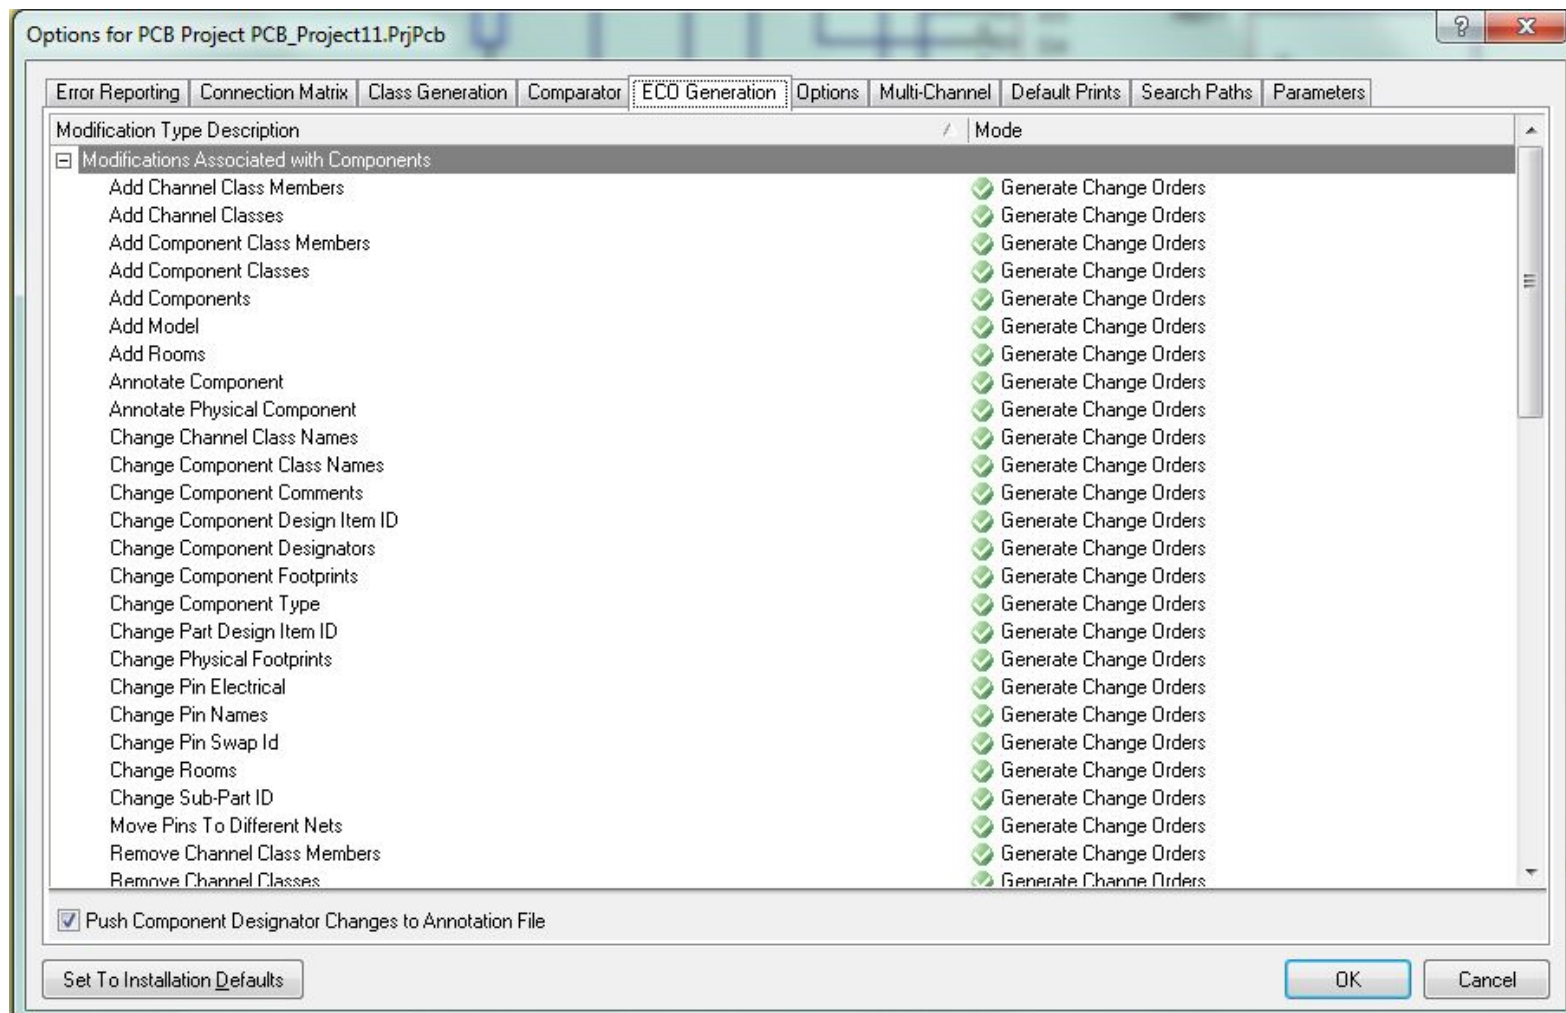 Options for PCB Project PCB_Project11.PrjPcb
Error Reporting Connection Matrix Class Generation Comparator ECO Generation Options Multi-Channel Default Prints Search Paths Parameters
Modification Type Description Mode
Modifications Associated with Components
Add Channel Class Members Generate Change Orders
Add Channel Classes Generate Change Orders
Add Component Class Members Generate Change Orders
Add Component Classes Generate Change Orders
Add Components Generate Change Orders
Add Model Generate Change Orders
Add Rooms Generate Change Orders
Annotate Component Generate Change Orders
Annotate Physical Component Generate Change Orders
Change Channel Class Names Generate Change Orders
Change Component Class Names Generate Change Orders
Change Component Comments Generate Change Orders
Change Component Design Item ID Generate Change Orders
Change Component Designators Generate Change Orders
Change Component Footprints Generate Change Orders
Change Component Type Generate Change Orders
Change Part Design Item ID Generate Change Orders
Change Physical Footprints Generate Change Orders
Change Pin Electrical Generate Change Orders
Change Pin Names Generate Change Orders
Change Pin Swap Id Generate Change Orders
Change Rooms Generate Change Orders
Change Sub-Part ID Generate Change Orders
Move Pins To Different Nets Generate Change Orders
Remove Channel Class Members Generate Change Orders
Remove Channel Classes Generate Change Orders
Push Component Designator Changes to Annotation File
Set To Installation Defaults OK Cancel